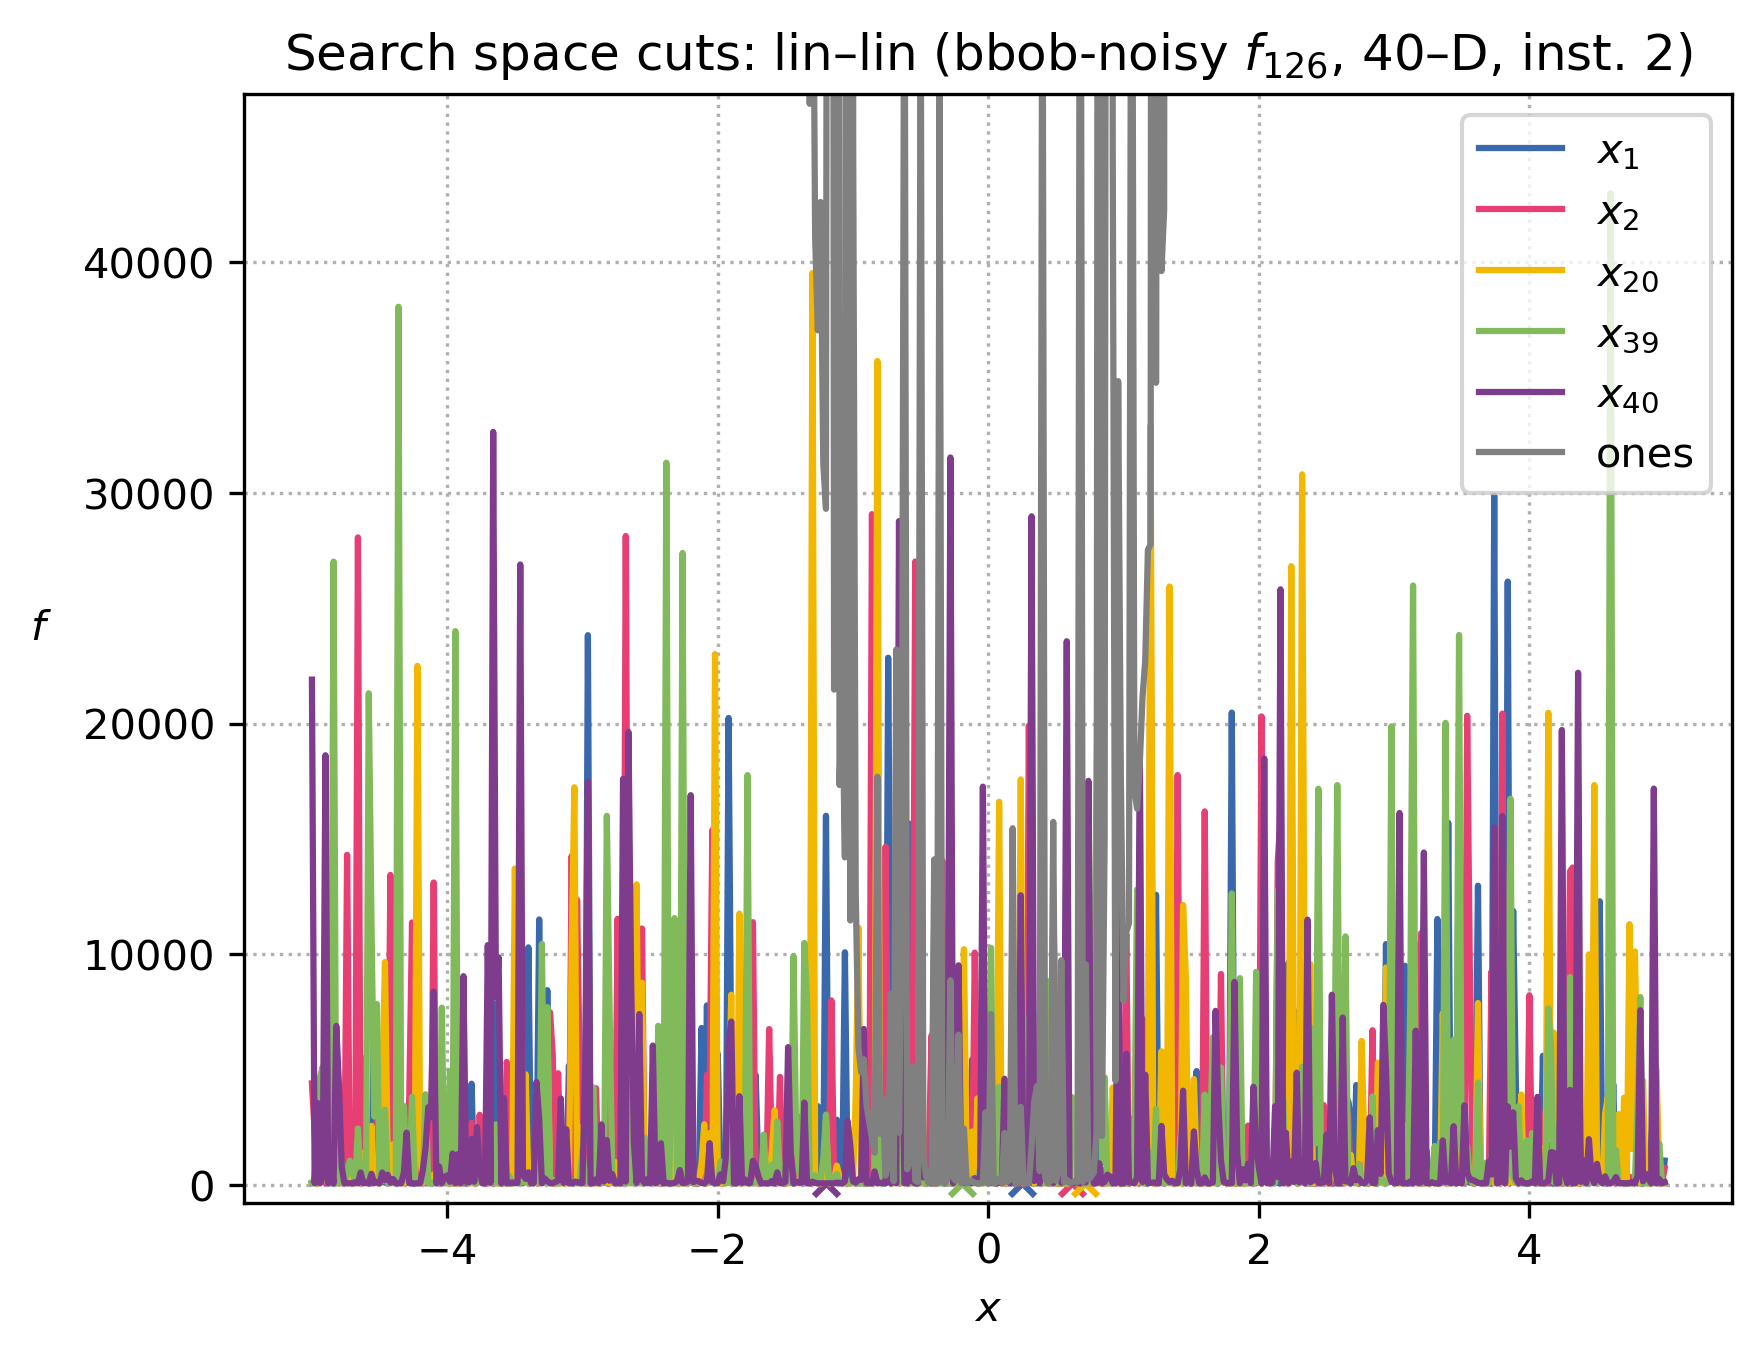 Search space cuts: lin–lin (bbob-noisy f₁₂₆, 40–D, inst. 2)
x₁
x₂
x₂₀
x₃₉
x₄₀
ones
f
40000
30000
20000
10000
0
−4
−2
0
2
4
x